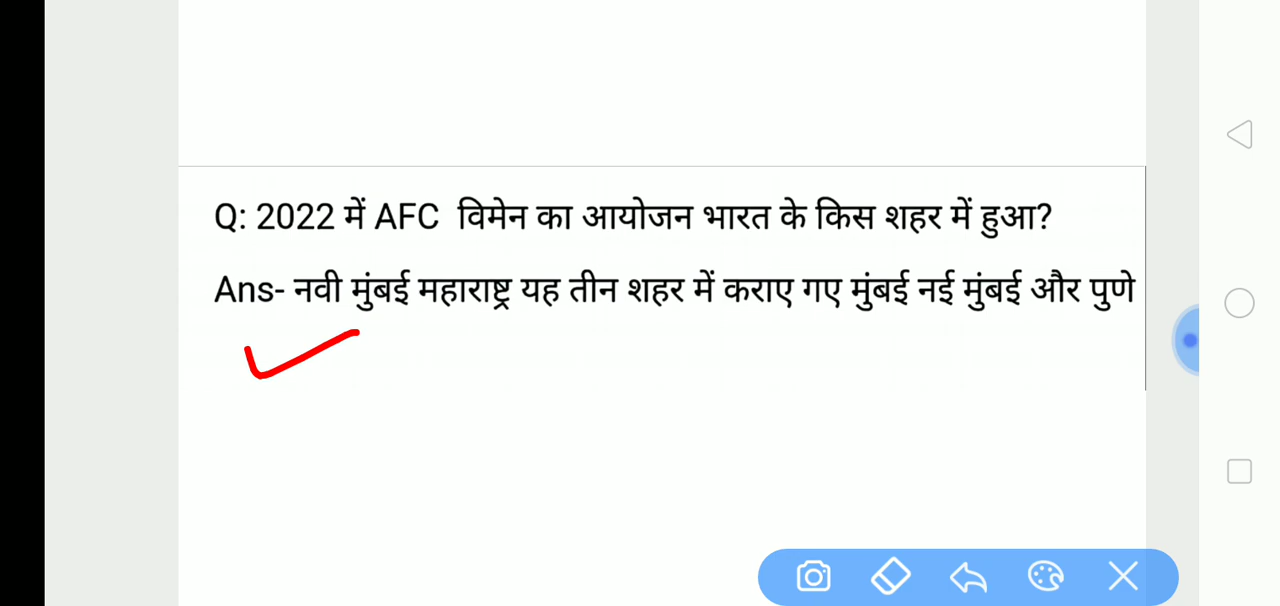 Q: 2022 में AFC विमेन का आयोजन भारत के किस शहर में हुआ?
Ans- नवी मुंबई महाराष्ट्र यह तीन शहर में कराए गए मुंबई नई मुंबई और पुणे